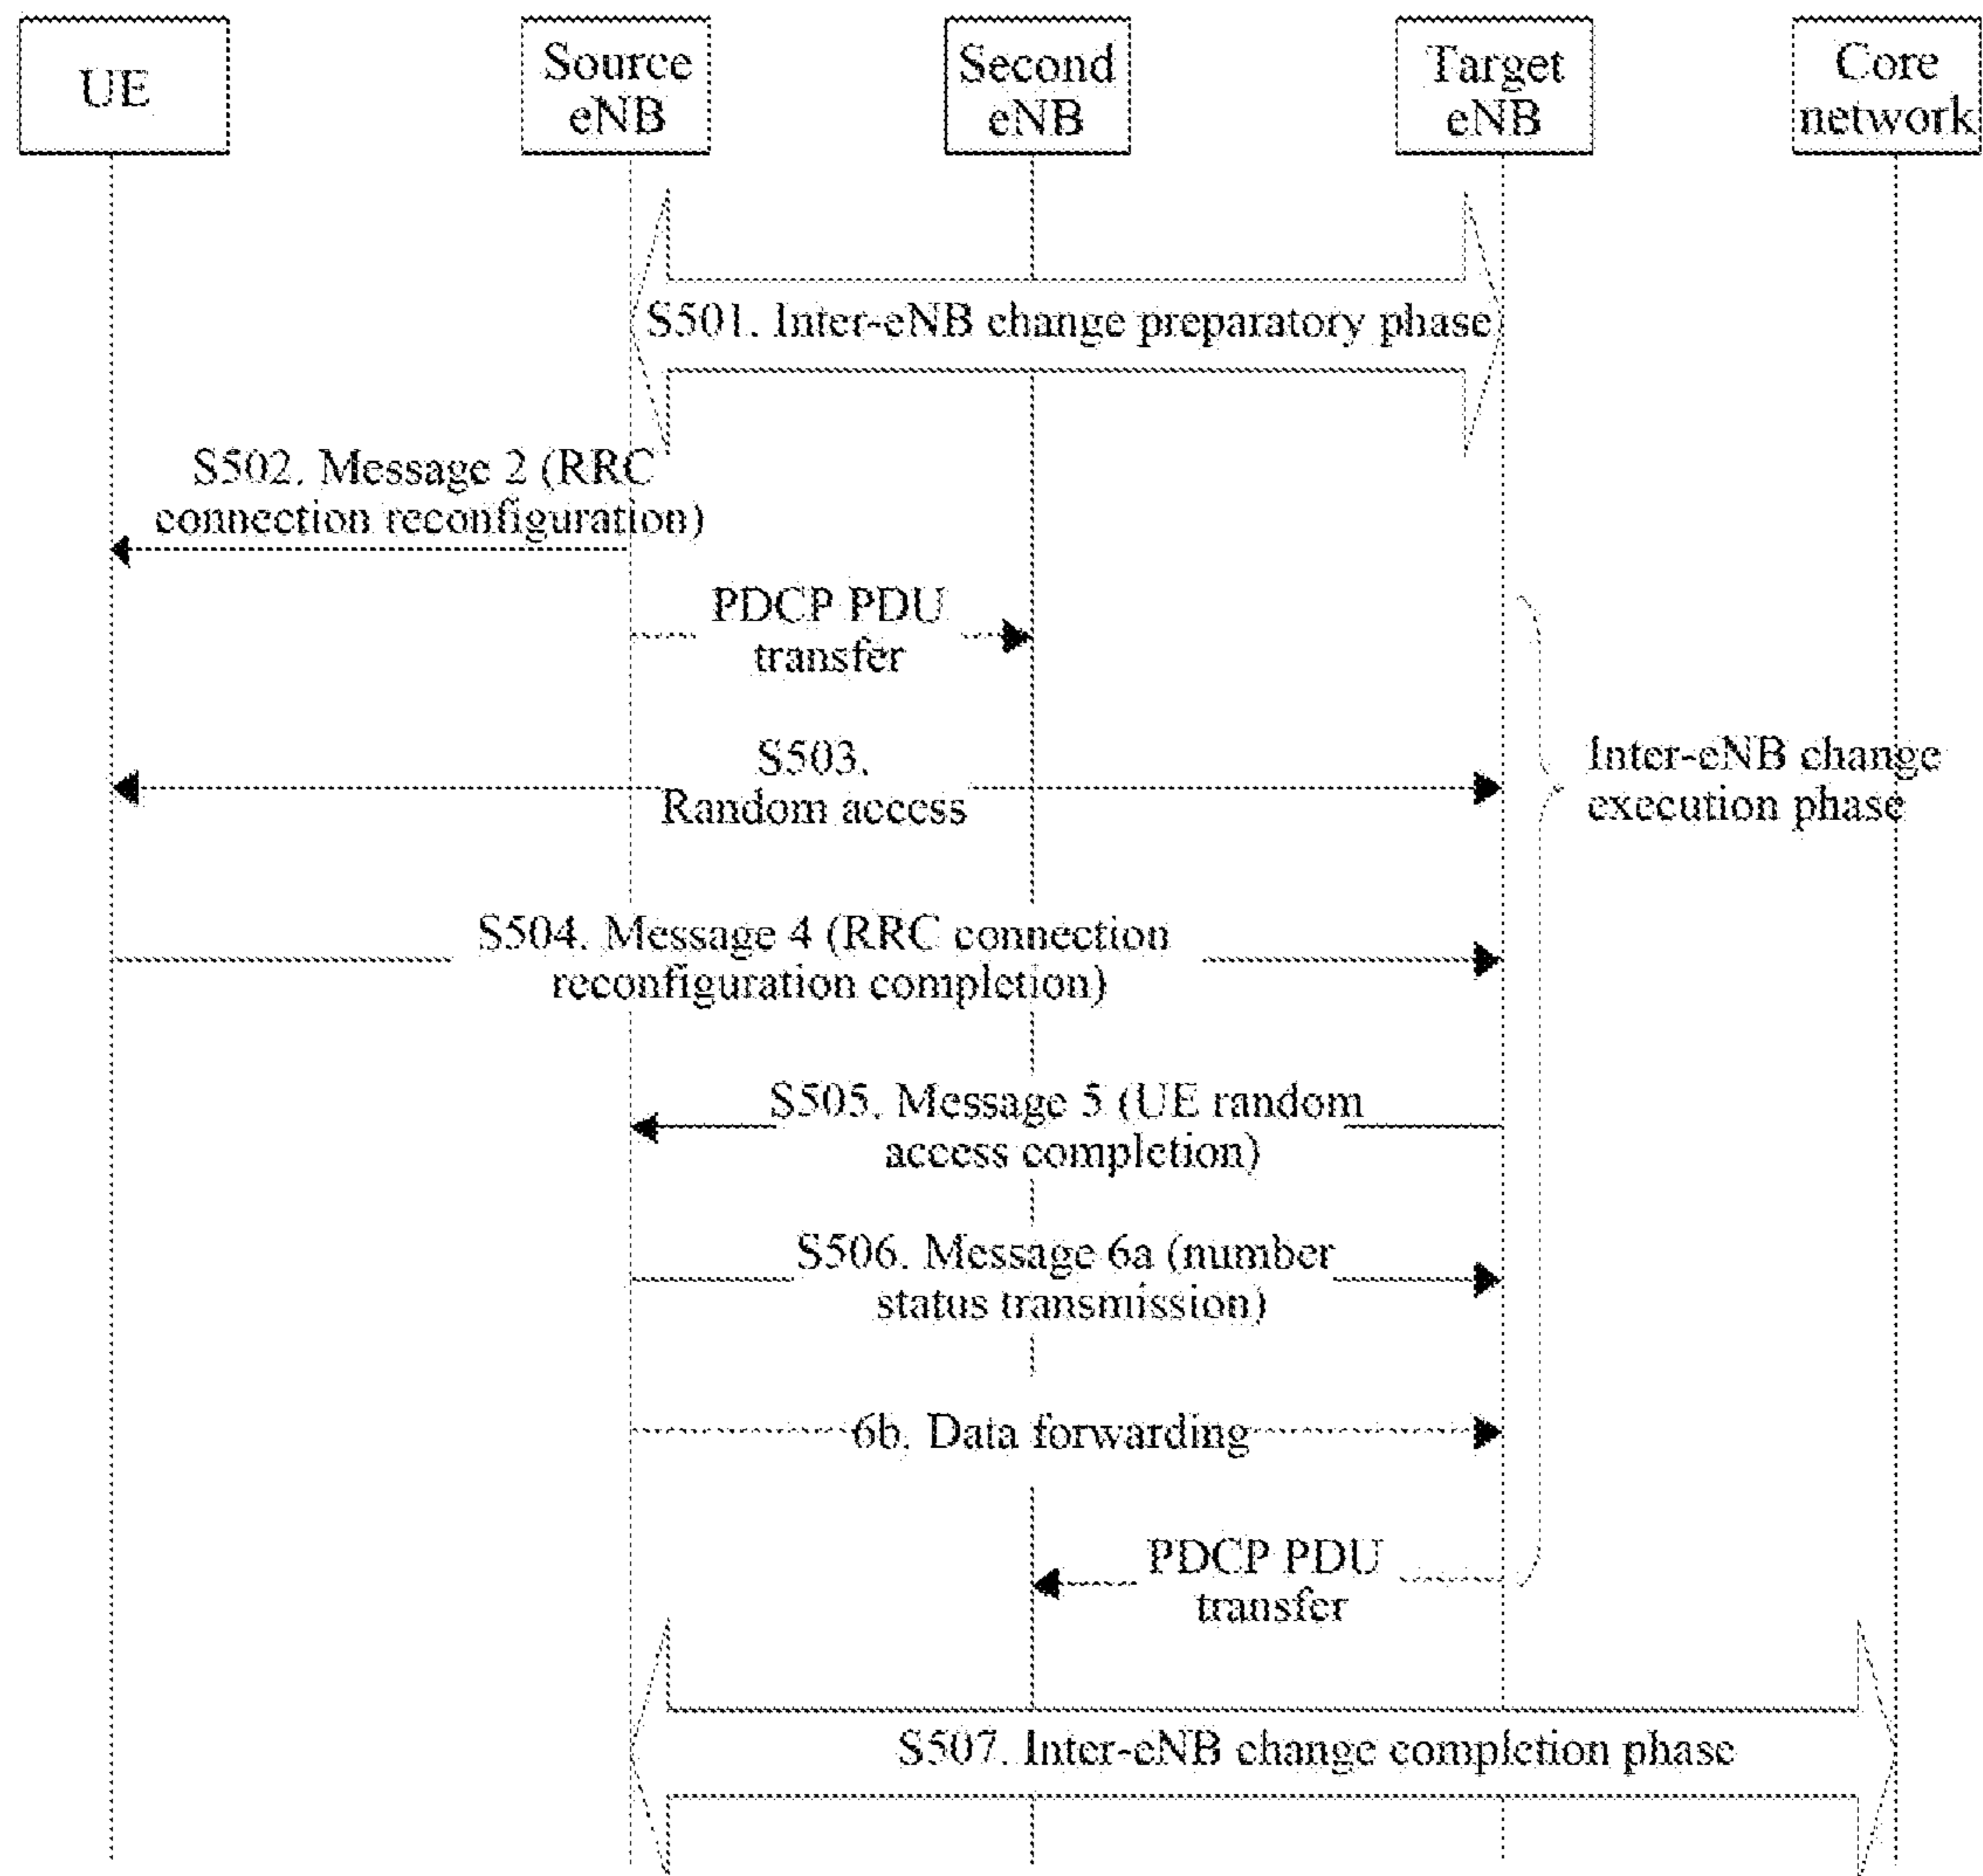 UE
Source
eNB
Second
eNB
Target
eNB
Core
network
S501. Inter-eNB change preparatory phase
S502. Message 2 (RRC
connection reconfiguration)
PDCP PDU
transfer
S503.
Random access
Inter-eNB change
execution phase
S504. Message 4 (RRC connection
reconfiguration completion)
S505. Message 5 (UE random
access completion)
S506. Message 6a (number
status transmission)
6b. Data forwarding
PDCP PDU
transfer
S507. Inter-eNB change completion phase